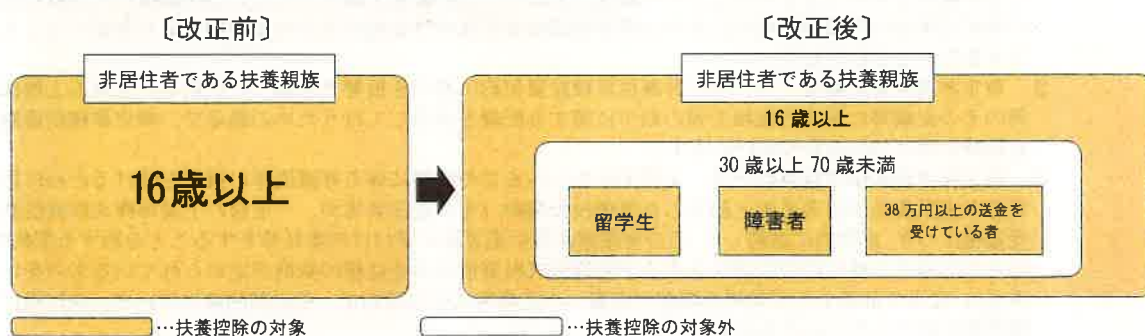 〔改正前〕
非居住者である扶養親族
16歳以上
〔改正後〕
非居住者である扶養親族
16歳以上
30歳以上70歳未満
留学生
障害者
38万円以上の送金を
受けている者
…扶養控除の対象
…扶養控除の対象外